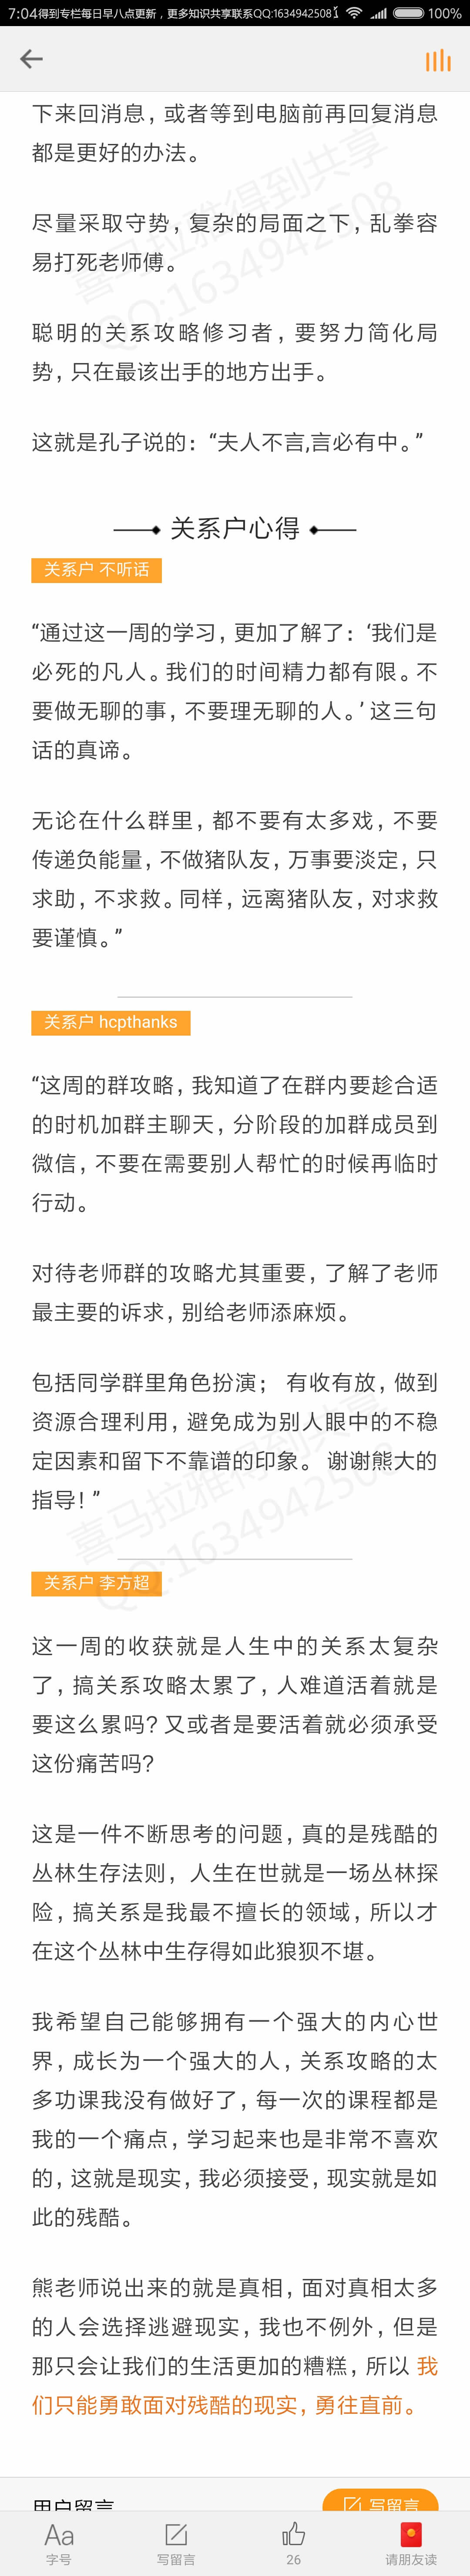 7:04得到专栏每日早八点更新，更多知识共享联系QQ:1634942508 100%
下来回消息，或者等到电脑前再回复消息
都是更好的办法。
尽量采取守势，复杂的局面之下，乱拳容
易打死老师傅。
聪明的关系攻略修习者，要努力简化局
势，只在最该出手的地方出手。
这就是孔子说的：“夫人不言,言必有中。”
喜马拉雅得到共享
QQ:1634942508
关系户心得
关系户 不听话
“通过这一周的学习，更加了解了：‘我们是
必死的凡人。我们的时间精力都有限。不
要做无聊的事，不要理无聊的人。’ 这三句
话的真谛。
无论在什么群里，都不要有太多戏，不要
传递负能量，不做猪队友，万事要淡定，只
求助，不求救。同样，远离猪队友，对求救
要谨慎。”
关系户 hcpthanks
“这周的群攻略，我知道了在群内要趁合适
的时机加群主聊天，分阶段的加群成员到
微信，不要在需要别人帮忙的时候再临时
行动。
对待老师群的攻略尤其重要，了解了老师
最主要的诉求，别给老师添麻烦。
包括同学群里角色扮演； 有收有放，做到
资源合理利用，避免成为别人眼中的不稳
定因素和留下不靠谱的印象。 谢谢熊大的
指导！”
喜马拉雅得到共享
QQ:1634942508
关系户 李方超
这一周的收获就是人生中的关系太复杂
了，搞关系攻略太累了，人难道活着就是
要这么累吗？又或者是要活着就必须承受
这份痛苦吗？
这是一件不断思考的问题，真的是残酷的
丛林生存法则，人生在世就是一场丛林探
险，搞关系是我最不擅长的领域，所以才
在这个丛林中生存得如此狼狈不堪。
我希望自己能够拥有一个强大的内心世
界，成长为一个强大的人，关系攻略的太
多功课我没有做好了，每一次的课程都是
我的一个痛点，学习起来也是非常不喜欢
的，这就是现实，我必须接受，现实就是如
此的残酷。
熊老师说出来的就是真相，面对真相太多
的人会选择逃避现实，我也不例外，但是
那只会让我们的生活更加的糟糕，所以 我
们只能勇敢面对残酷的现实，勇往直前。
用户留言 写留言
Aa 26
字号 写留言 请朋友读